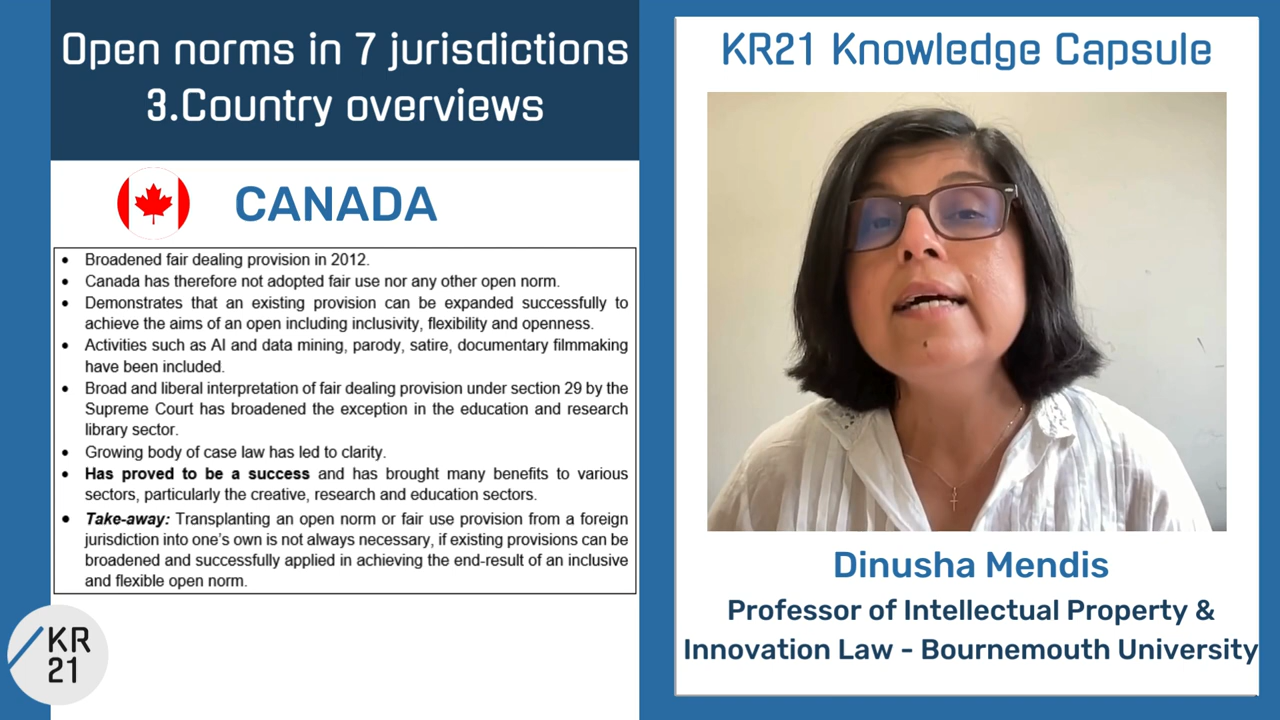 Open norms in 7 jurisdictions
3.Country overviews
CANADA
• Broadened fair dealing provision in 2012.
• Canada has therefore not adopted fair use nor any other open norm.
• Demonstrates that an existing provision can be expanded successfully to
achieve the aims of an open including inclusivity, flexibility and openness.
• Activities such as AI and data mining, parody, satire, documentary filmmaking
have been included.
• Broad and liberal interpretation of fair dealing provision under section 29 by the
Supreme Court has broadened the exception in the education and research
library sector.
• Growing body of case law has led to clarity.
• Has proved to be a success and has brought many benefits to various
sectors, particularly the creative, research and education sectors.
• Take-away: Transplanting an open norm or fair use provision from a foreign
jurisdiction into one's own is not always necessary, if existing provisions can be
broadened and successfully applied in achieving the end-result of an inclusive
and flexible open norm.
KR
21
KR21 Knowledge Capsule
Dinusha Mendis
Professor of Intellectual Property &
Innovation Law - Bournemouth University